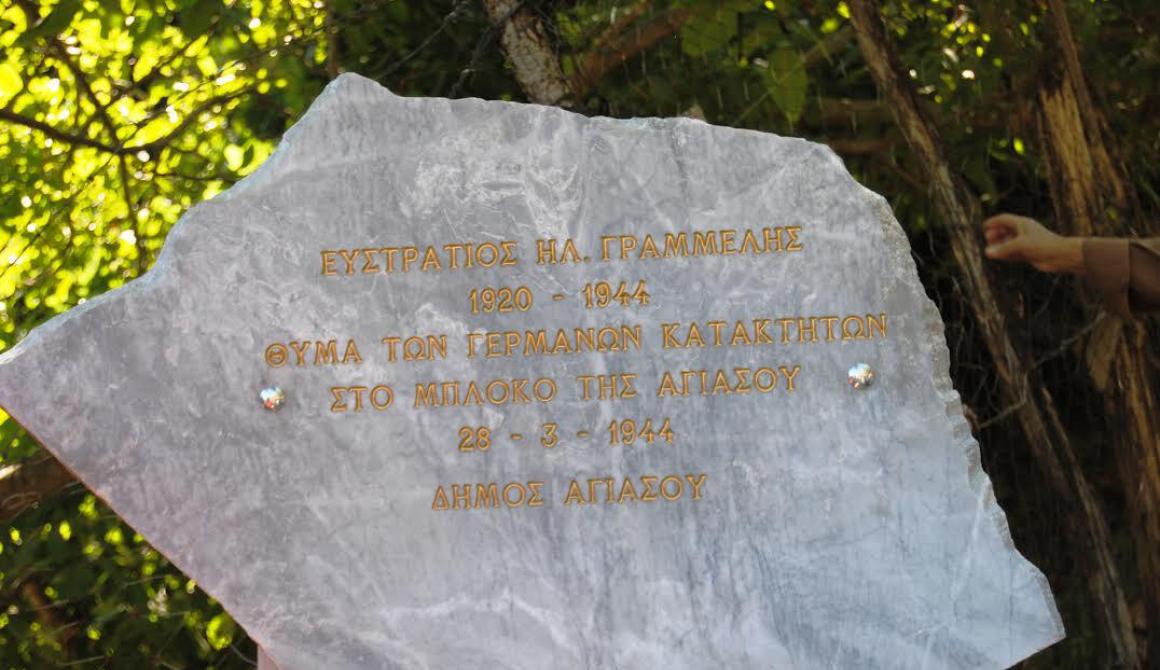 ΕΥΣΤΡΑΤΙΟΣ ΗΛ. ΓΡΑΜΜΕΛΗΣ
1920 - 1944
ΘΥΜΑ ΤΩΝ ΓΕΡΜΑΝΩΝ ΚΑΤΑΚΤΗΤΩΝ
ΣΤΟ ΜΠΛΟΚΟ ΤΗΣ ΑΓΙΑΣΟΥ
28 - 3 - 1944
ΔΗΜΟΣ ΑΓΙΑΣΟΥ